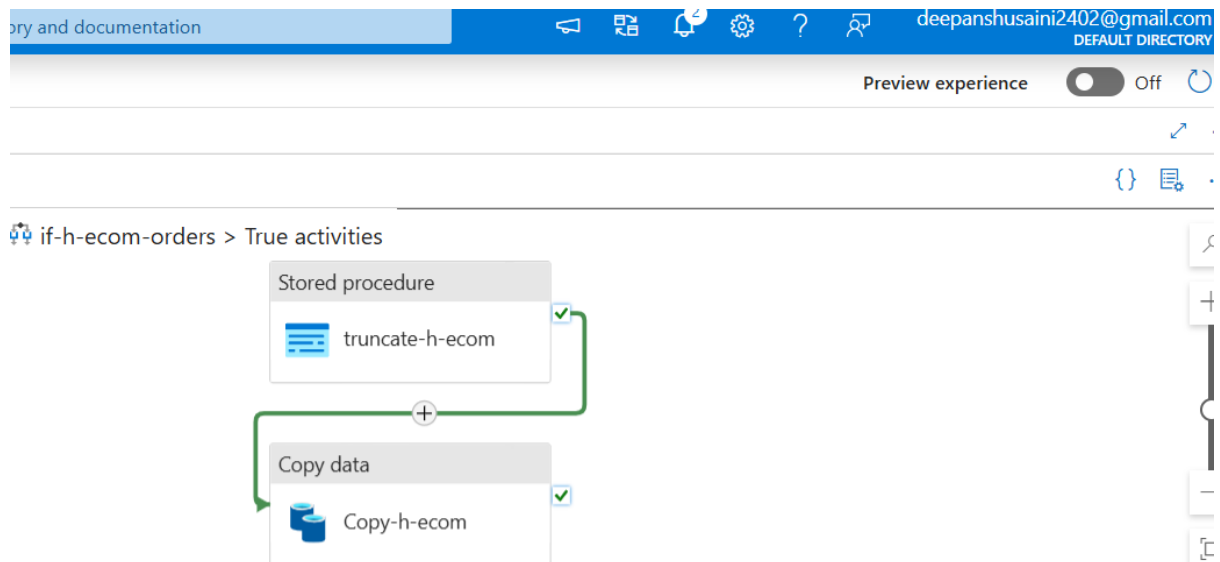 ory and documentation
2
deepanshusaini2402@gmail.com
DEFAULT DIRECTORY
Preview experience Off
{}
if-h-ecom-orders > True activities
Stored procedure
truncate-h-ecom
Copy data
Copy-h-ecom